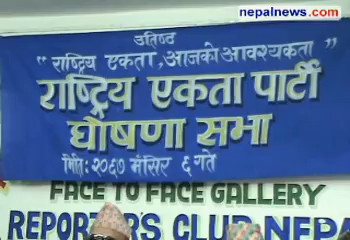 nepalnews.com
उतिष्ठ
"राष्ट्रिय एकता, आजको आवश्यकता"
राष्ट्रिय एकता पार्टी
घोषणा सभा
मिति: २०६७ मंसिर ६ गते
FACE TO FACE GALLERY
REPORTERS CLUB NEPA